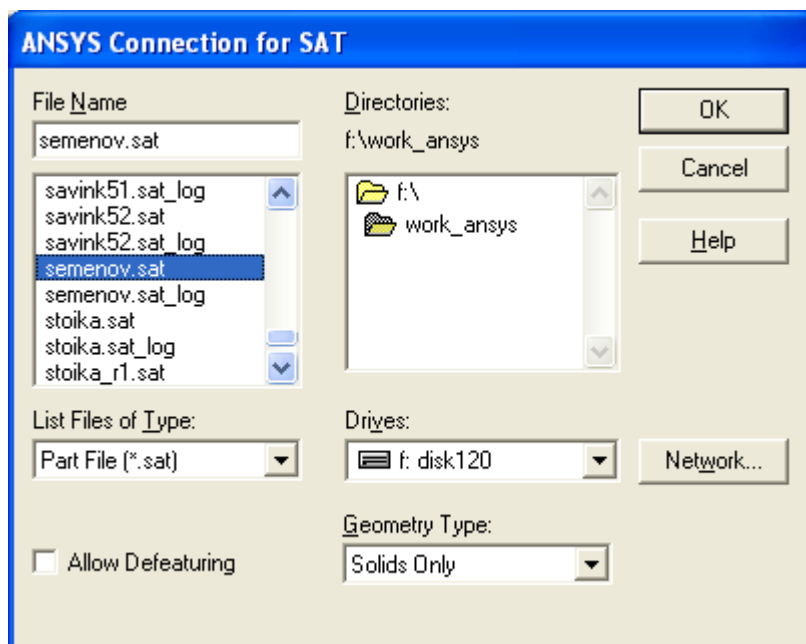 ANSYS Connection for SAT
File Name
semenov.sat
savink51.sat_log
savink52.sat
savink52.sat_log
semenov.sat
semenov.sat_log
stoika.sat
stoika.sat_log
stoika_r1.sat
List Files of Type:
Part File (*.sat)
Allow Defeaturing
Directories:
f:\work_ansys
f:\
work_ansys
Drives:
f: disk120
Geometry Type:
Solids Only
OK
Cancel
Help
Network...